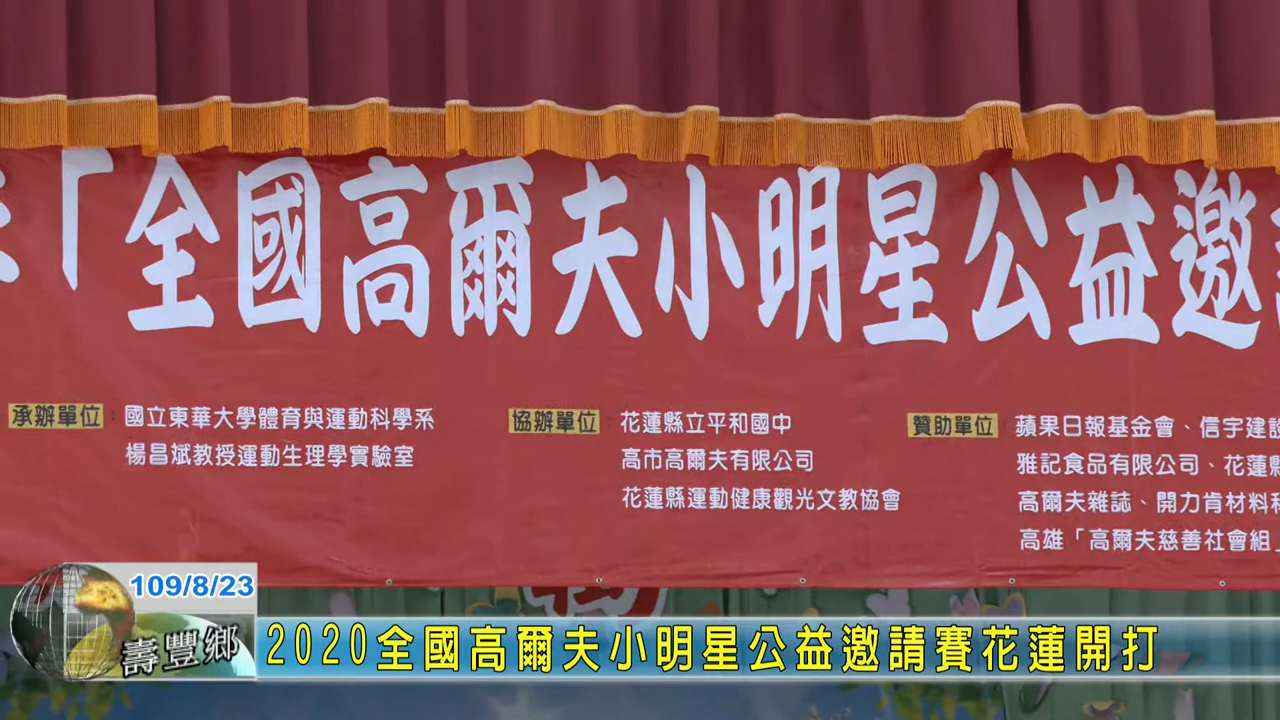 「全國高爾夫小明星公益邀
承辦單位：國立東華大學體育與運動科學系
楊昌斌教授運動生理學實驗室
協辦單位：花蓮縣立平和國中
高市高爾夫有限公司
花蓮縣運動健康觀光文教協會
贊助單位：蘋果日報基金會、信宇建設
雅記食品有限公司、花蓮縣
高爾夫雜誌、開力肯材料科
高雄「高爾夫慈善社會組」
109/8/23
壽豐鄉
2020全國高爾夫小明星公益邀請賽花蓮開打